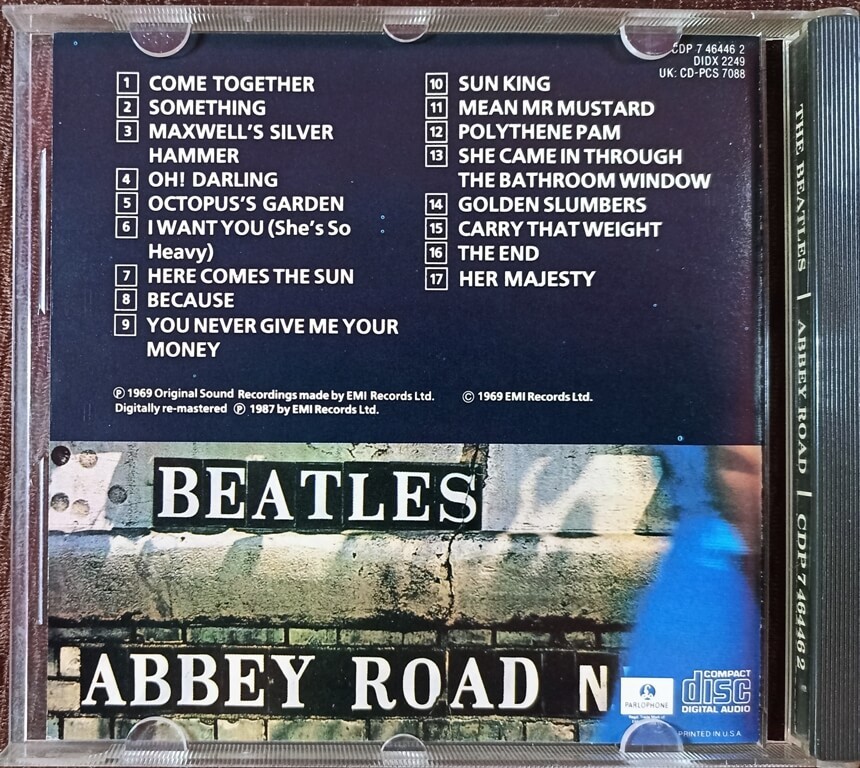 CDP 7 46446 2
DIDX 2249
UK: CD-PCS 7088
1 COME TOGETHER
2 SOMETHING
3 MAXWELL'S SILVER
HAMMER
4 OH! DARLING
5 OCTOPUS'S GARDEN
6 I WANT YOU (She's So
Heavy)
7 HERE COMES THE SUN
8 BECAUSE
9 YOU NEVER GIVE ME YOUR
MONEY
10 SUN KING
11 MEAN MR MUSTARD
12 POLYTHENE PAM
13 SHE CAME IN THROUGH
THE BATHROOM WINDOW
14 GOLDEN SLUMBERS
15 CARRY THAT WEIGHT
16 THE END
17 HER MAJESTY
℗ 1969 Original Sound Recordings made by EMI Records Ltd. © 1969 EMI Records Ltd.
Digitally re-mastered ℗ 1987 by EMI Records Ltd.
BEATLES
ABBEY ROAD N
PARLOPHONE
COMPACT
disc
DIGITAL AUDIO
PRINTED IN U.S.A.
THE BEATLES | ABBEY ROAD | CDP 7 46446 2